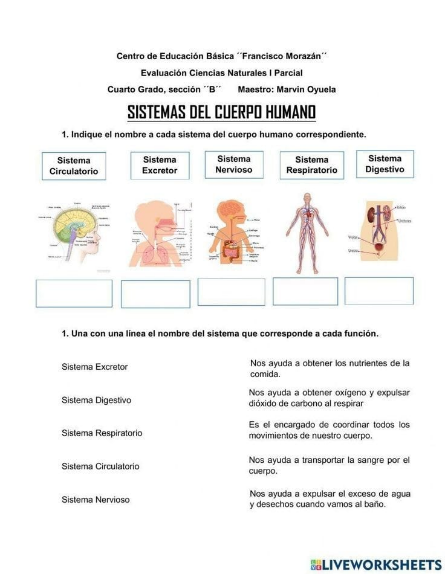 Centro de Educación Básica ´´Francisco Morazán´´
Evaluación Ciencias Naturales I Parcial
Cuarto Grado, sección ´´B´´ Maestro: Marvin Oyuela
SISTEMAS DEL CUERPO HUMANO
1. Indique el nombre a cada sistema del cuerpo humano correspondiente.
Sistema Circulatorio
Sistema Excretor
Sistema Nervioso
Sistema Respiratorio
Sistema Digestivo
1. Una con una línea el nombre del sistema que corresponde a cada función.
Sistema Excretor
Nos ayuda a obtener los nutrientes de la
comida.
Sistema Digestivo
Nos ayuda a obtener oxígeno y expulsar
dióxido de carbono al respirar
Sistema Respiratorio
Es el encargado de coordinar todos los
movimientos de nuestro cuerpo.
Sistema Circulatorio
Nos ayuda a transportar la sangre por el
cuerpo.
Sistema Nervioso
Nos ayuda a expulsar el exceso de agua
y desechos cuando vamos al baño.
LIVEWORKSHEETS